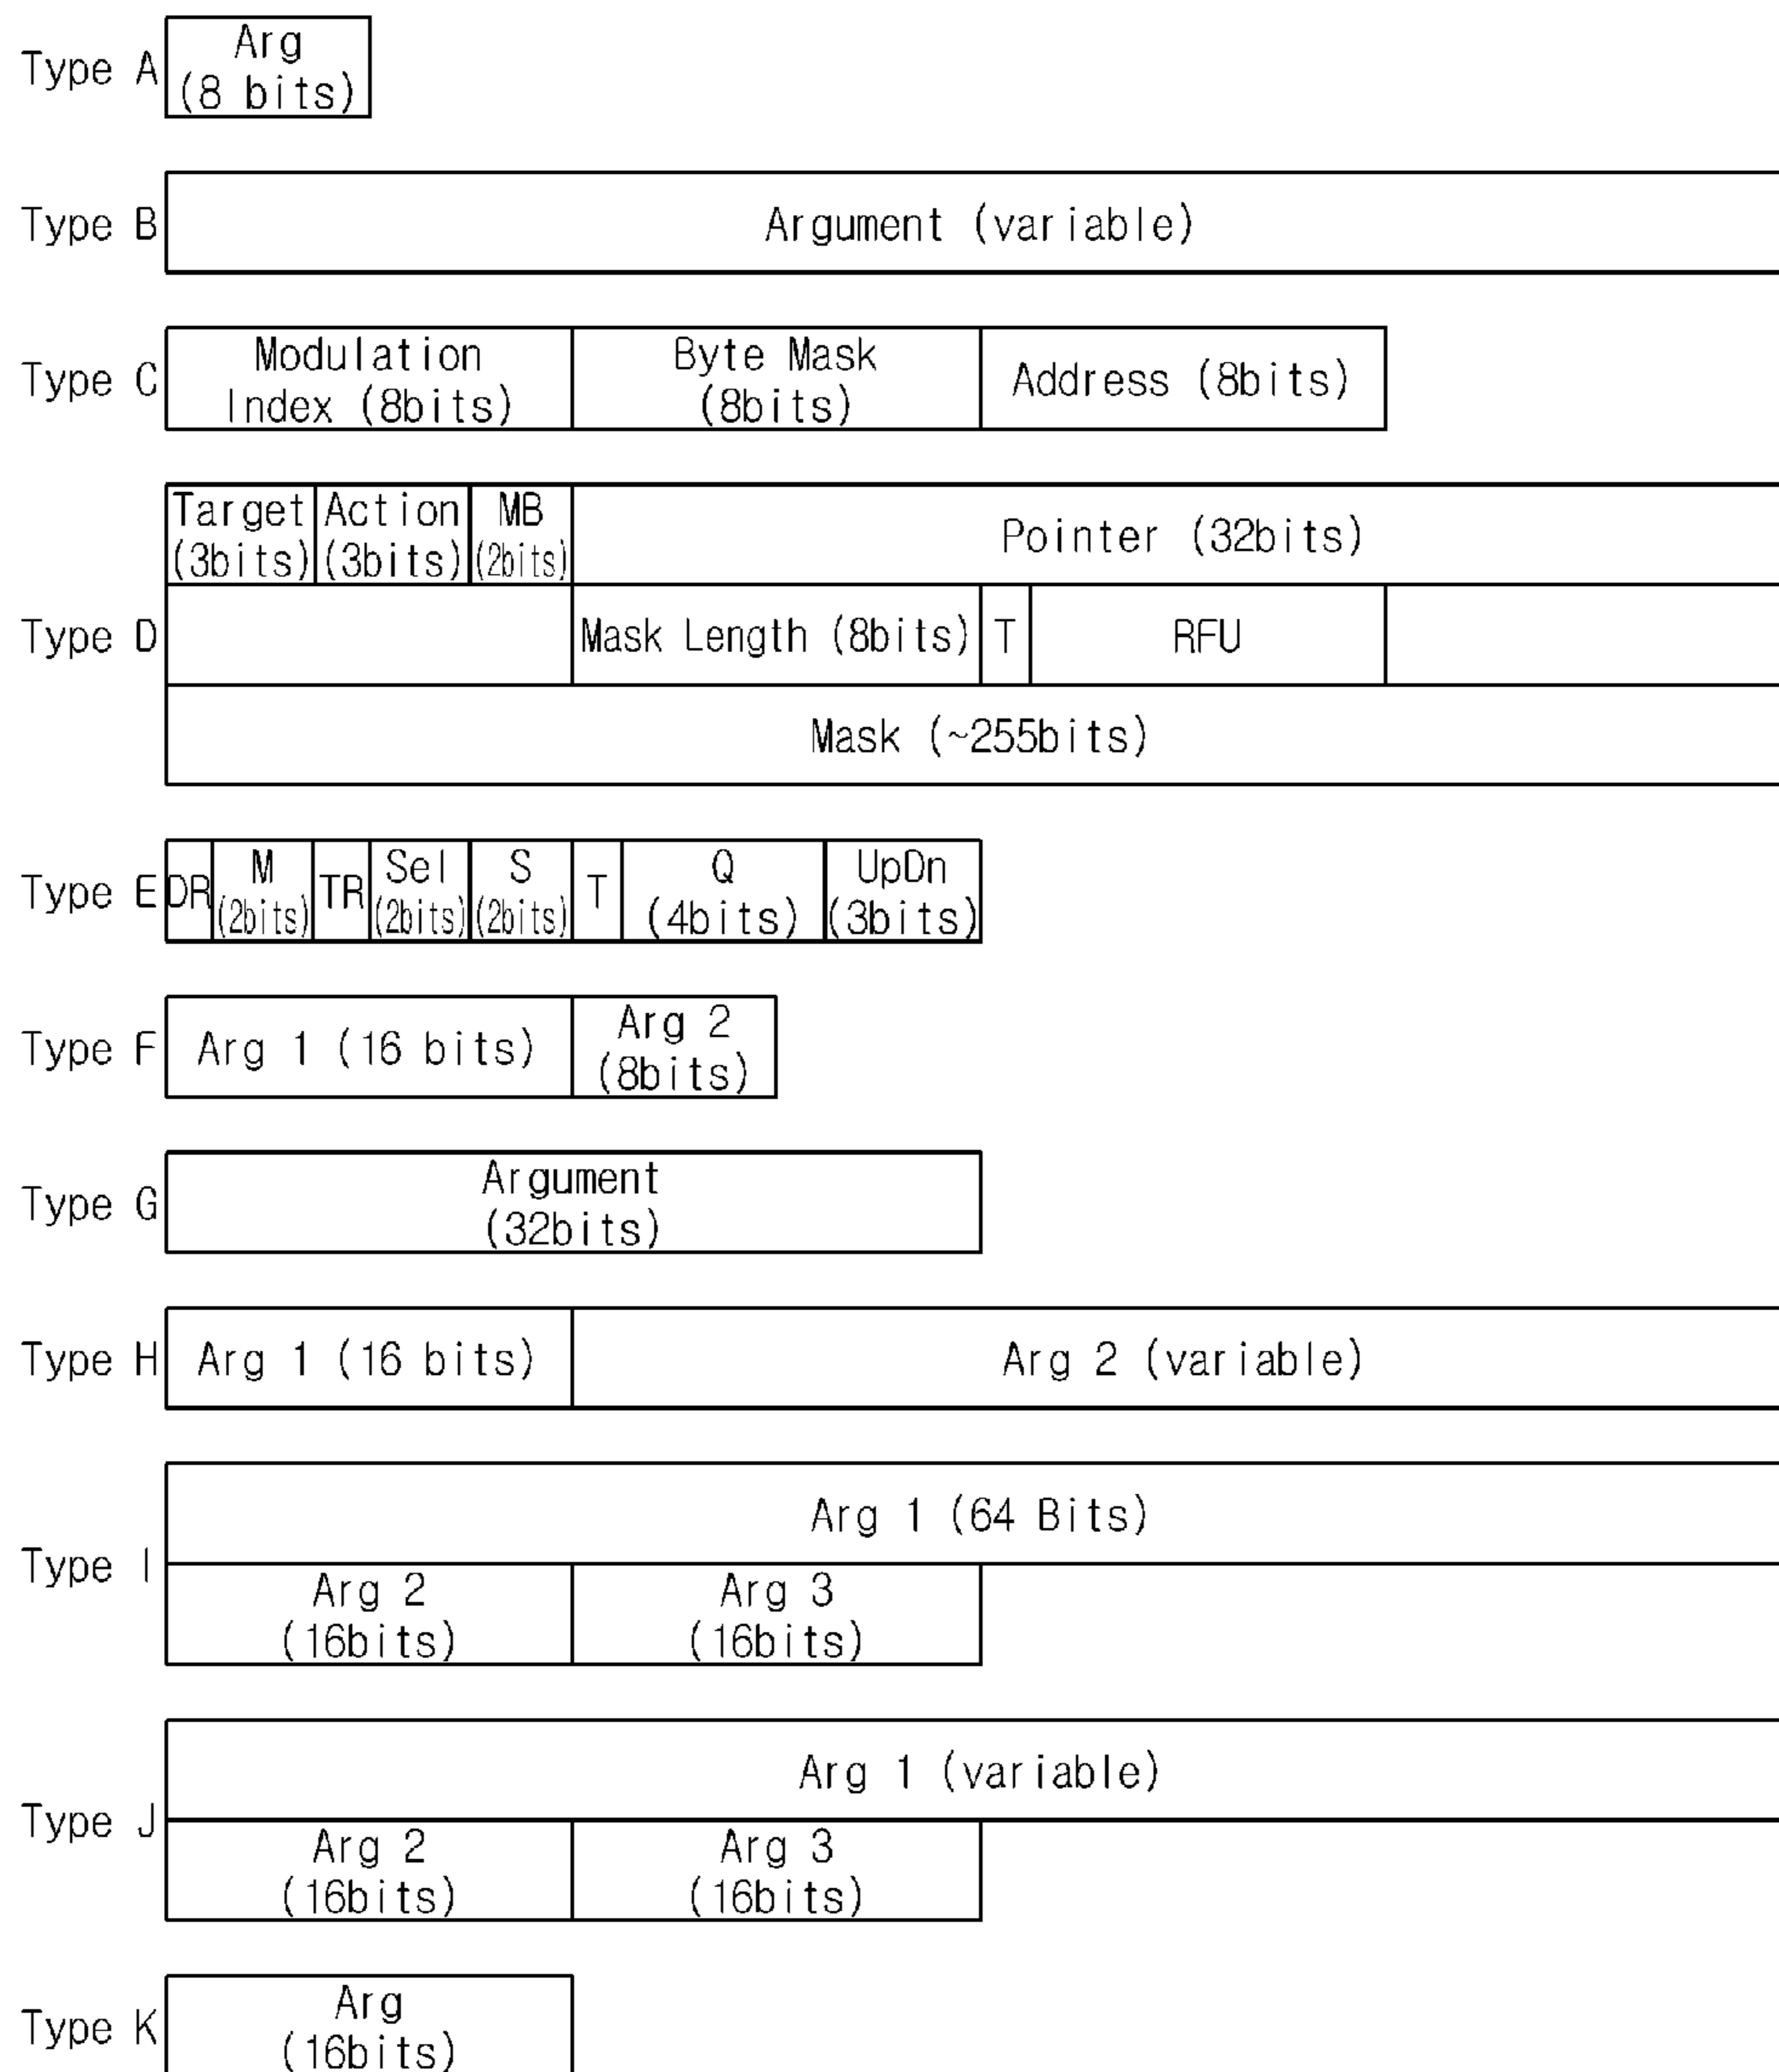 Type A Arg (8 bits)
Type B Argument (variable)
Type C Modulation Index (8bits) Byte Mask (8bits) Address (8bits)
Type D Target (3bits) Action (3bits) MB (2bits) Pointer (32bits)
Mask Length (8bits) T RFU
Mask (~255bits)
Type E DR M (2bits) TR Sel (2bits) S (2bits) T Q (4bits) UpDn (3bits)
Type F Arg 1 (16 bits) Arg 2 (8bits)
Type G Argument (32bits)
Type H Arg 1 (16 bits) Arg 2 (variable)
Type I Arg 1 (64 Bits)
Arg 2 (16bits) Arg 3 (16bits)
Type J Arg 1 (variable)
Arg 2 (16bits) Arg 3 (16bits)
Type K Arg (16bits)